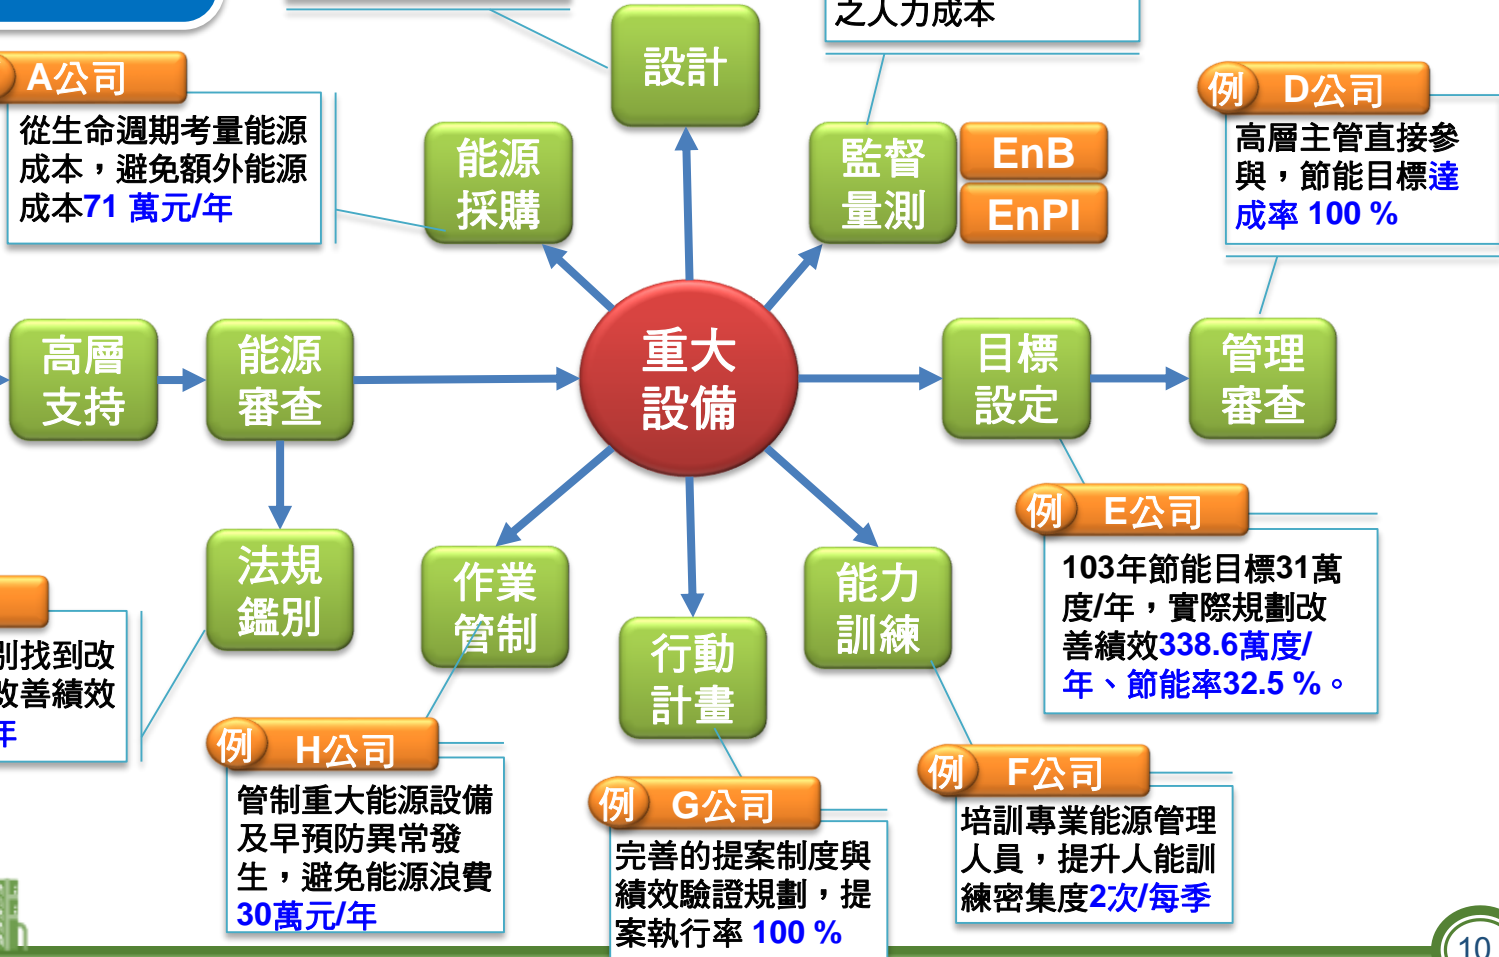 之人力成本
設計
A公司
從生命週期考量能源
成本，避免額外能源
成本71 萬元/年
能源
採購
監督
量測
EnB
EnPI
例 D公司
高層主管直接參
與，節能目標達
成率 100 %
高層
支持
能源
審查
重大
設備
目標
設定
管理
審查
法規
鑑別
作業
管制
行動
計畫
能力
訓練
例 E公司
103年節能目標31萬
度/年，實際規劃改
善績效338.6萬度/
年、節能率32.5 %。
別找到改
改善績效
年
例 H公司
管制重大能源設備
及早預防異常發
生，避免能源浪費
30萬元/年
例 G公司
完善的提案制度與
績效驗證規劃，提
案執行率 100 %
例 F公司
培訓專業能源管理
人員，提升人能訓
練密集度2次/每季
10